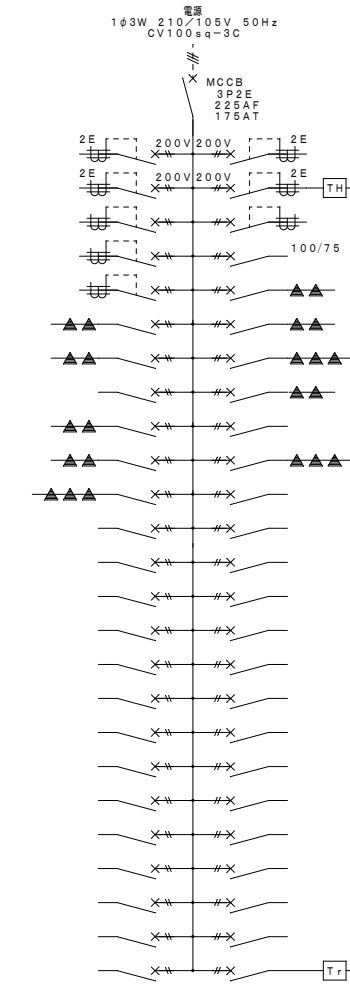 電源
1φ3W 210/105V 50Hz
CV100sq-3C
MCCB
3P2E
225AF
175AT
2E 200V 200V 2E
2E 200V 200V 2E TH
100/75
Tr